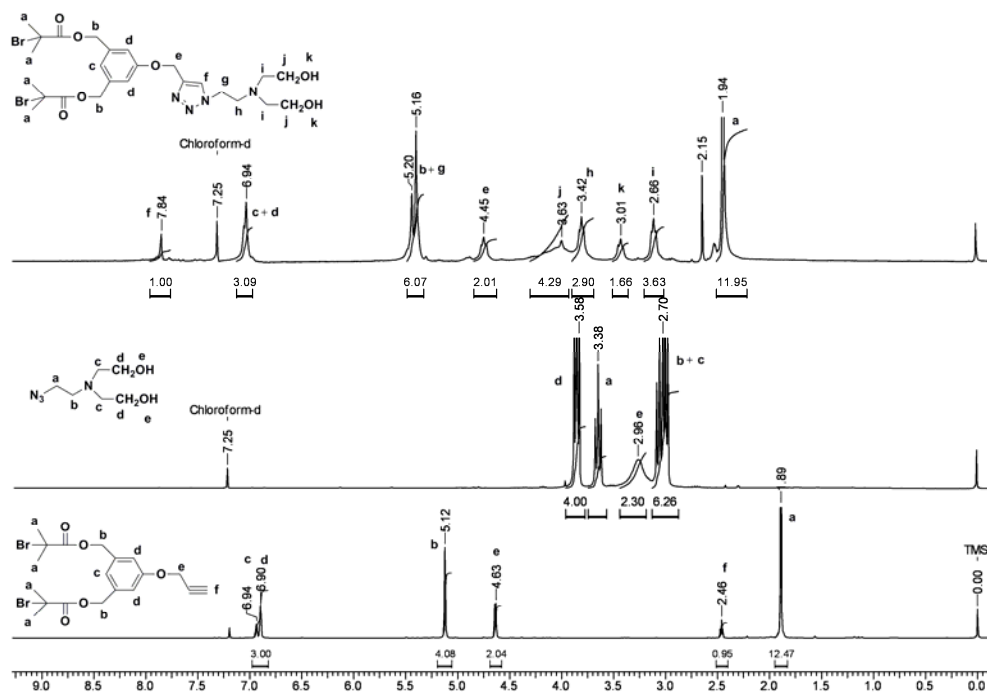 a
Br
a
O
O
b
d
c
a
Br
a
O
O
b
d
O
e
f
N
N
N
g
h
N
i
j
OH
k
i
j
OH
k
f
7.84
Chloroform-d
7.25
6.94
c + d
5.20
5.16
b + g
e
4.45
j
3.63
h
3.42
k
3.01
i
2.66
2.15
1.94
a
1.00
3.09
6.07
2.01
4.29
2.90
1.66
3.63
11.95
N3
a
b
N
c
d
OH
e
c
d
OH
e
Chloroform-d
7.25
d
3.58
3.38
a
2.96 e
2.70
b + c
4.00
2.30
6.26
a
Br
a
O
O
b
d
c
a
Br
a
O
O
b
d
O
e
f
c
d
6.94
6.90
b
5.12
e
4.63
f
2.46
.89
a
TMS
0.00
3.00
4.08
2.04
0.95
12.47
9.0 8.5 8.0 7.5 7.0 6.5 6.0 5.5 5.0 4.5 4.0 3.5 3.0 2.5 2.0 1.5 1.0 0.5 0.0